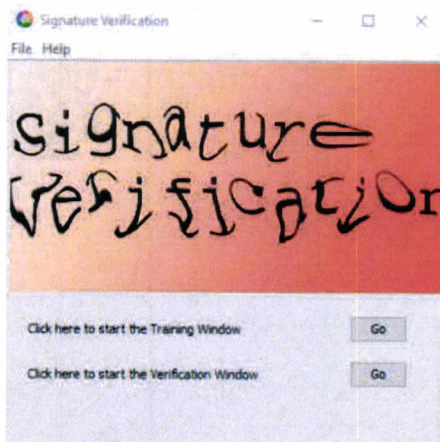 Signature Verification
File Help
Signature
Verification
Click here to start the Training Window Go
Click here to start the Verification Window Go